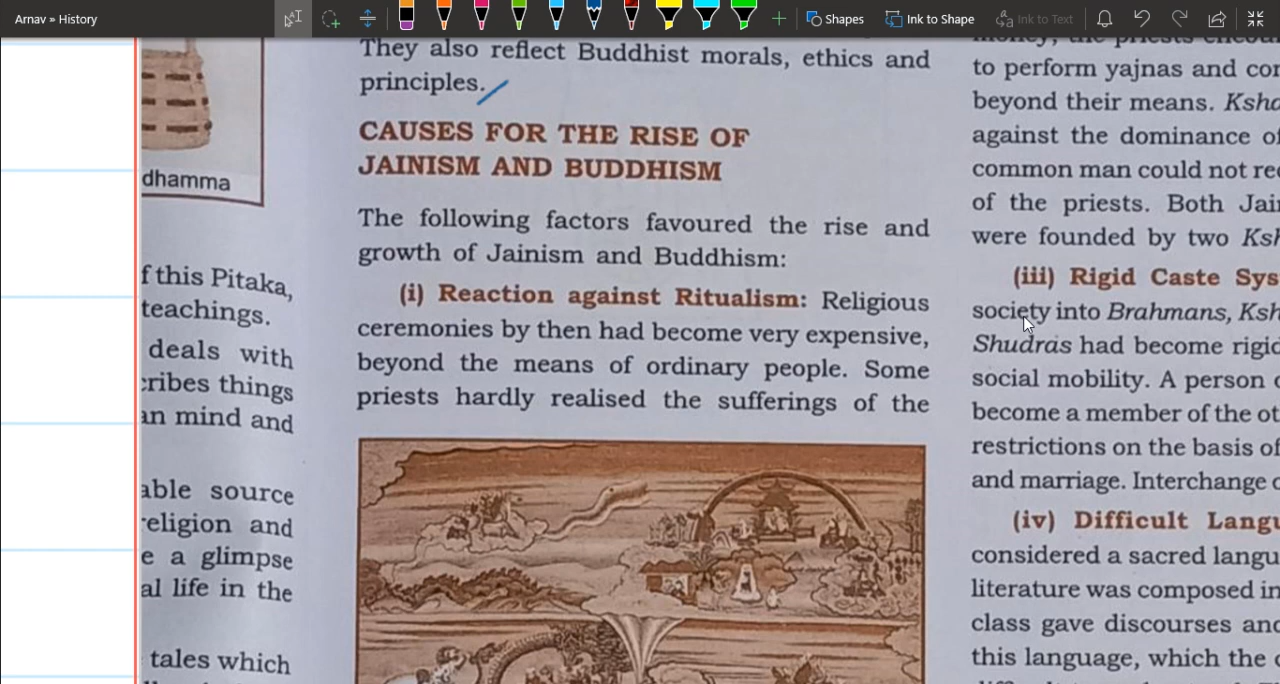 Arnav » History
Shapes
Ink to Shape
Ink to Text
dhamma
f this Pitaka,
teachings.
deals with
cribes things
an mind and
able source
religion and
e a glimpse
al life in the
tales which
They also reflect Buddhist morals, ethics and
principles.
CAUSES FOR THE RISE OF
JAINISM AND BUDDHISM
The following factors favoured the rise and
growth of Jainism and Buddhism:
(i) Reaction against Ritualism: Religious
ceremonies by then had become very expensive,
beyond the means of ordinary people. Some
priests hardly realised the sufferings of the
money, the priests
to perform yajnas and
beyond their means.
against the dominance
common man could not
of the priests. Both
were founded by two
(iii) Rigid Caste
society into Brahmans,
Shudras had become
social mobility. A person
become a member of the
restrictions on the basis of
and marriage. Interchange
(iv) Difficult
considered a sacred
literature was composed in
class gave discourses
this language, which the